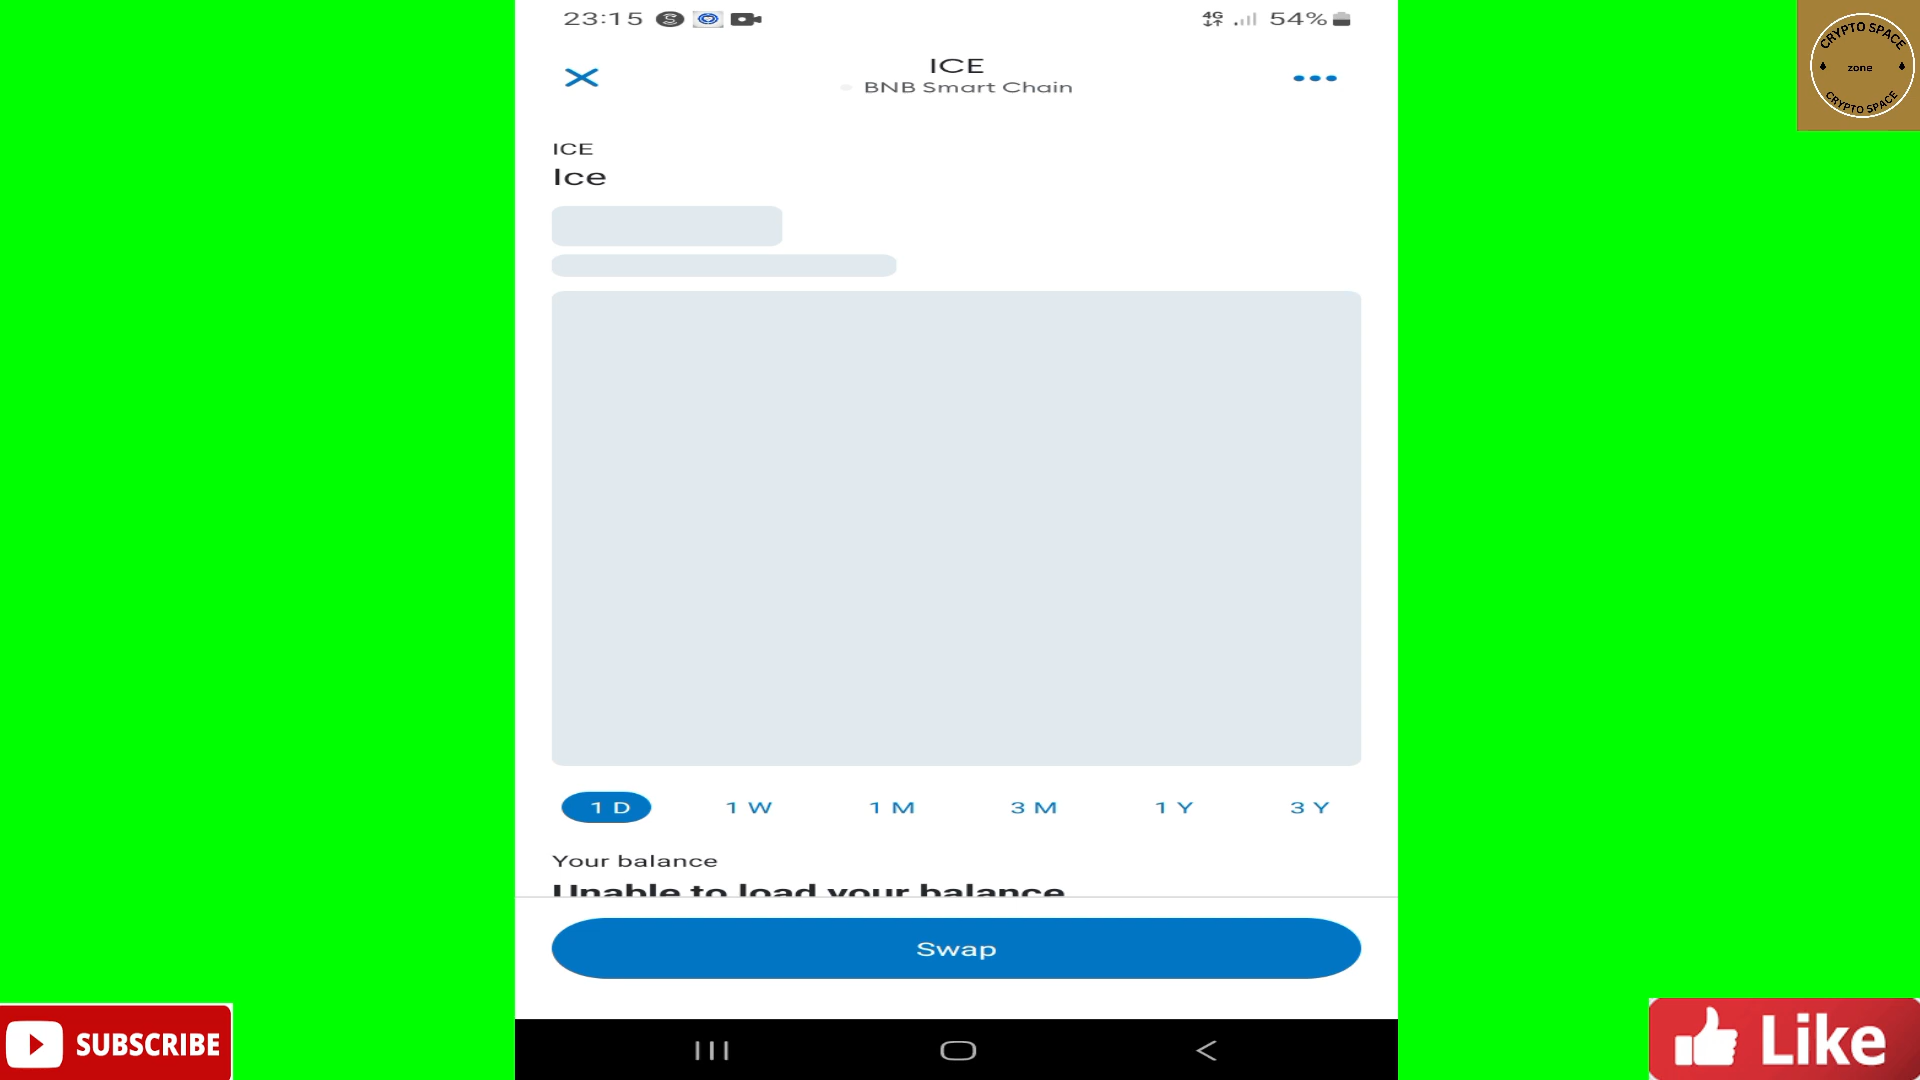 23:15
4G
54%
ICE
BNB Smart Chain
ICE
Ice
1 D
1 W
1 M
3 M
1 Y
3 Y
Your balance
Unable to load your balance
Swap
CRYPTO SPACE
zone
CRYPTO SPACE
SUBSCRIBE
Like